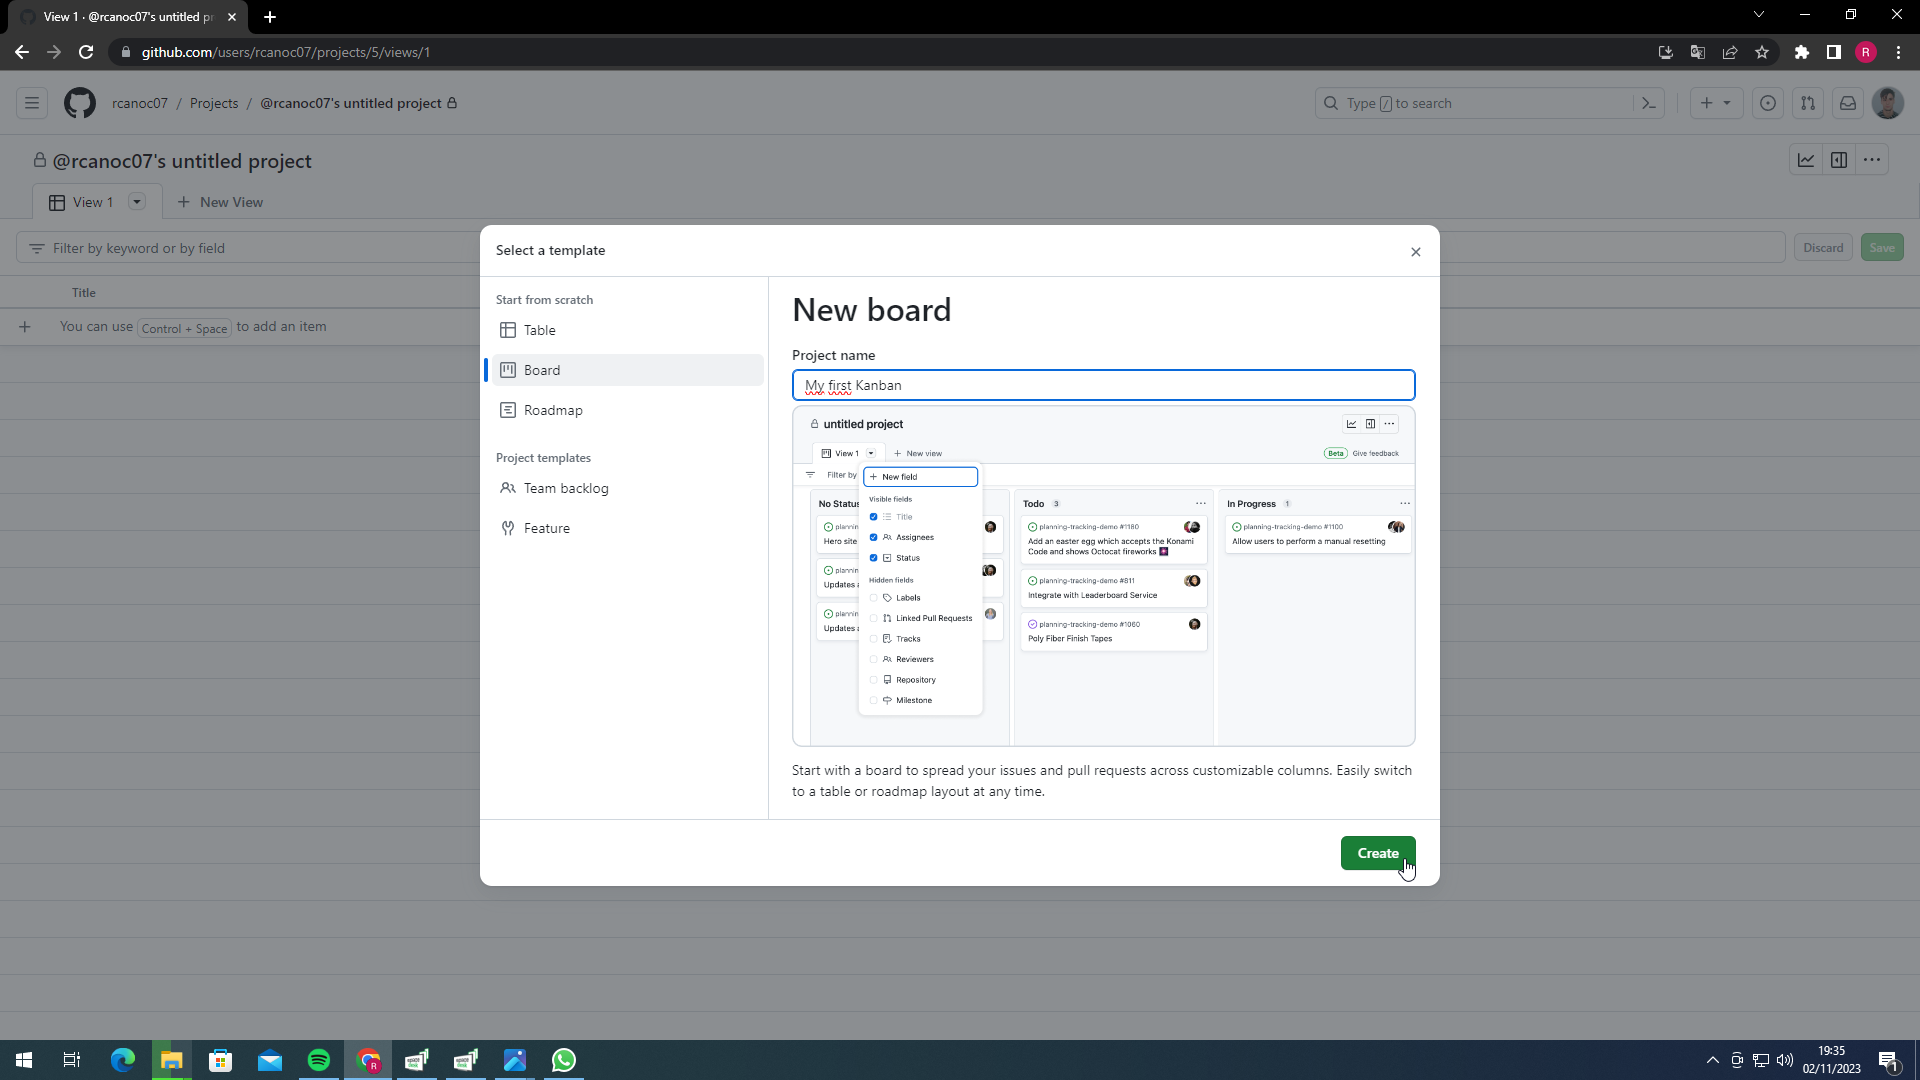 View 1 · @rcanoc07's untitled pr
github.com/users/rcanoc07/projects/5/views/1
R
rcanoc07 / Projects / @rcanoc07's untitled project
Type / to search
@rcanoc07's untitled project
View 1
New View
Filter by keyword or by field
Discard
Save
Title
You can use Control + Space to add an item
Select a template
Start from scratch
Table
Board
Roadmap
Project templates
Team backlog
Feature
New board
Project name
My first Kanban
untitled project
View 1
New view
Beta Give feedback
Filter by
New field
Visible fields
Title
Assignees
Status
Hidden fields
Labels
Linked Pull Requests
Tracks
Reviewers
Repository
Milestone
No Status
plannin
Hero site
plannin
Updates a
plannin
Updates a
Todo 3
planning-tracking-demo #1180
Add an easter egg which accepts the Konami
Code and shows Octocat fireworks
planning-tracking-demo #811
Integrate with Leaderboard Service
planning-tracking-demo #1060
Poly Fiber Finish Tapes
In Progress 1
planning-tracking-demo #1100
Allow users to perform a manual resetting
Start with a board to spread your issues and pull requests across customizable columns. Easily switch
to a table or roadmap layout at any time.
Create
19:35
02/11/2023
1